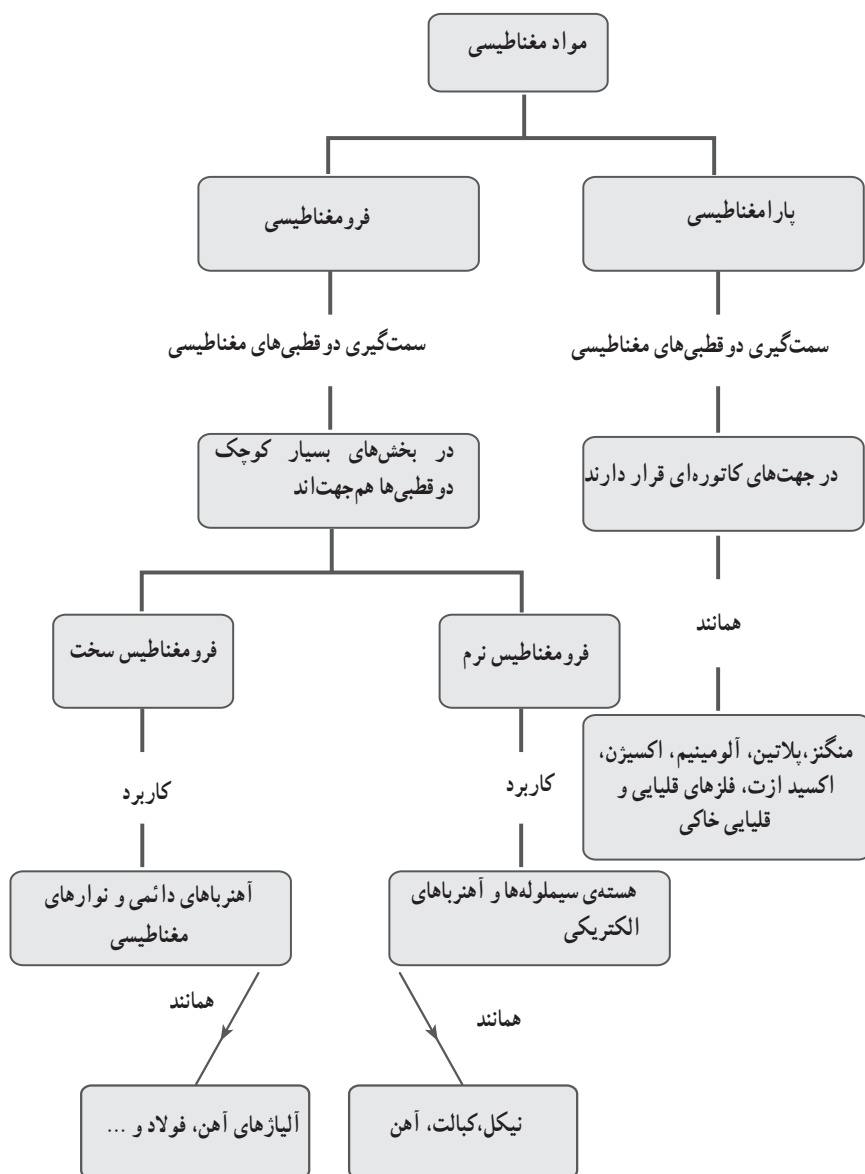 مواد مغناطیسی
پارامغناطیسی
فرومغناطیسی
سمت‌گیری دوقطبی‌های مغناطیسی
سمت‌گیری دوقطبی‌های مغناطیسی
در جهت‌های کاتوره‌ای قرار دارند
در بخش‌های بسیار کوچک
دوقطبی‌ها هم‌جهت‌اند
همانند
فرومغناطیس نرم
فرومغناطیس سخت
منگنز،پلاتین، آلومینیم، اکسیژن،
اکسید ازت، فلزهای قلیایی و
قلیایی خاکی
کاربرد
کاربرد
هسته‌ی سیملوله‌ها و آهنرباهای
الکتریکی
آهنرباهای دائمی و نوارهای
مغناطیسی
همانند
همانند
نیکل،کبالت، آهن
آلیاژهای آهن، فولاد و ...